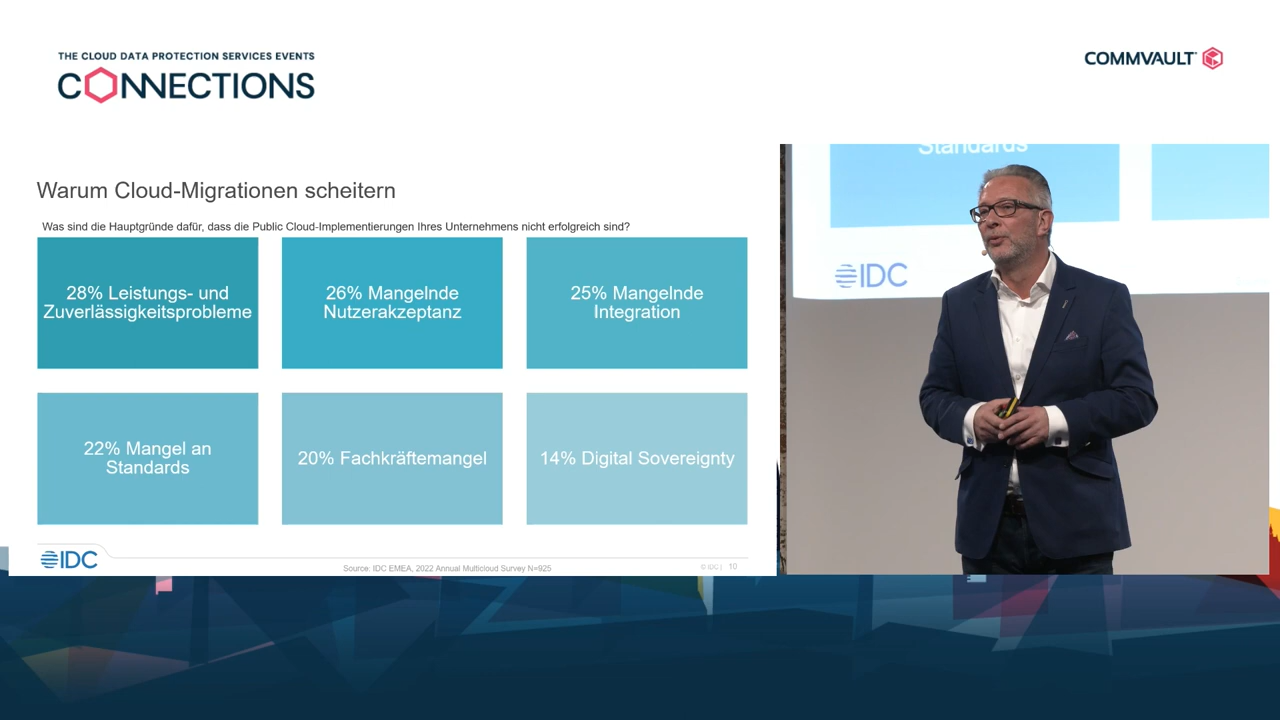 THE CLOUD DATA PROTECTION SERVICES EVENTS
CONNECTIONS
COMMVAULT
Warum Cloud-Migrationen scheitern
Was sind die Hauptgründe dafür, dass die Public Cloud-Implementierungen Ihres Unternehmens nicht erfolgreich sind?
28% Leistungs- und
Zuverlässigkeitsprobleme
26% Mangelnde
Nutzerakzeptanz
25% Mangelnde
Integration
22% Mangel an
Standards
20% Fachkräftemangel
14% Digital Sovereignty
IDC
Source: IDC EMEA, 2022 Annual Multicloud Survey N=925
© IDC | 10
Standards
IDC